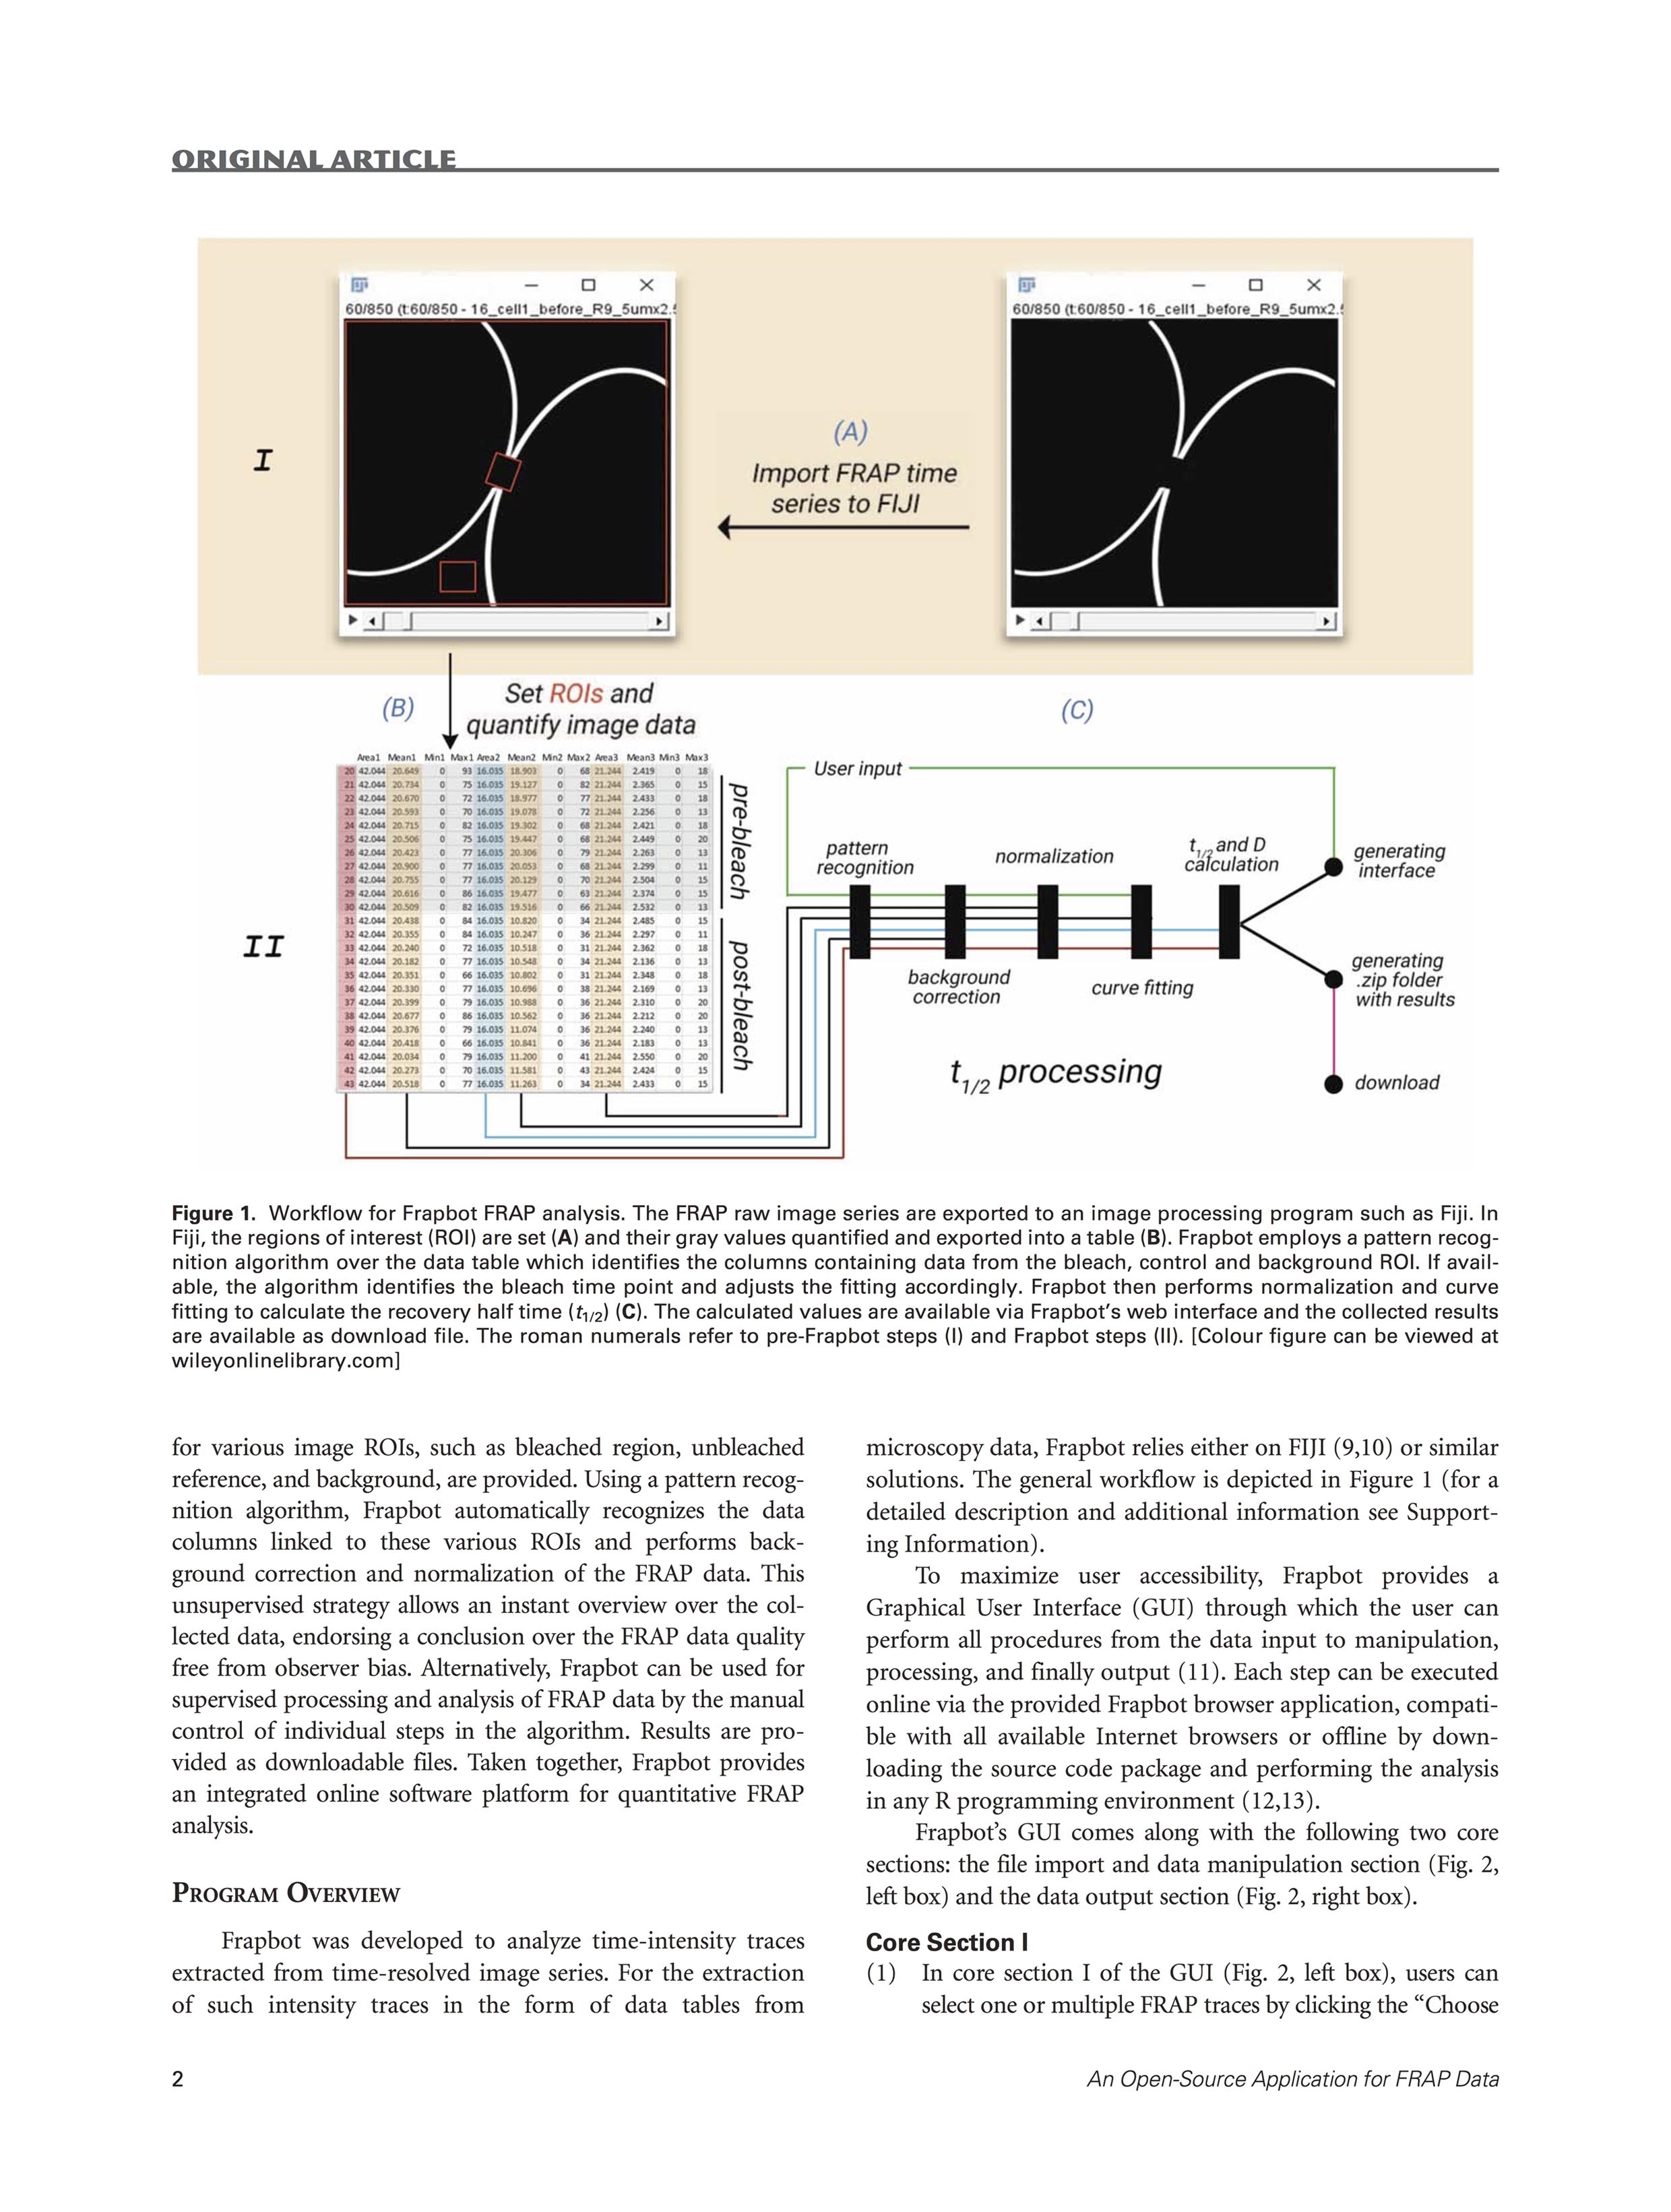 ORIGINAL ARTICLE
60/850 (t:60/850 - 16_cell1_before_R9_5umx2.5
60/850 (t:60/850 - 16_cell1_before_R9_5umx2.5
I
(A)
Import FRAP time
series to FIJI
(B)
Set ROIs and
quantify image data
(C)
II
Area1 Mean1 Min1 Max1 Area2 Mean2 Min2 Max2 Area3 Mean3 Min3 Max3
20 42.044 20.649 0 93 16.035 18.903 0 68 21.244 2.419 0 18
21 42.044 20.734 0 75 16.035 19.127 0 82 21.244 2.365 0 15
22 42.044 20.670 0 72 16.035 18.977 0 77 21.244 2.433 0 18
23 42.044 20.593 0 70 16.035 19.078 0 72 21.244 2.256 0 13
24 42.044 20.715 0 82 16.035 19.302 0 68 21.244 2.421 0 18
25 42.044 20.506 0 75 16.035 19.447 0 68 21.244 2.449 0 20
26 42.044 20.423 0 77 16.035 20.306 0 79 21.244 2.263 0 13
27 42.044 20.900 0 77 16.035 20.053 0 68 21.244 2.299 0 11
28 42.044 20.755 0 77 16.035 20.129 0 70 21.244 2.504 0 15
29 42.044 20.616 0 86 16.035 19.477 0 63 21.244 2.374 0 15
30 42.044 20.509 0 82 16.035 19.516 0 66 21.244 2.532 0 13
31 42.044 20.438 0 84 16.035 10.820 0 34 21.244 2.485 0 15
32 42.044 20.355 0 84 16.035 10.247 0 36 21.244 2.297 0 11
33 42.044 20.240 0 72 16.035 10.518 0 31 21.244 2.362 0 18
34 42.044 20.182 0 77 16.035 10.548 0 34 21.244 2.136 0 13
35 42.044 20.351 0 66 16.035 10.802 0 31 21.244 2.348 0 18
36 42.044 20.330 0 77 16.035 10.696 0 38 21.244 2.169 0 13
37 42.044 20.399 0 79 16.035 10.988 0 36 21.244 2.310 0 20
38 42.044 20.677 0 86 16.035 10.562 0 36 21.244 2.212 0 20
39 42.044 20.376 0 79 16.035 11.074 0 36 21.244 2.240 0 13
40 42.044 20.418 0 66 16.035 10.841 0 36 21.244 2.183 0 13
41 42.044 20.034 0 79 16.035 11.200 0 41 21.244 2.550 0 20
42 42.044 20.273 0 70 16.035 11.581 0 43 21.244 2.424 0 15
43 42.044 20.518 0 77 16.035 11.263 0 34 21.244 2.433 0 15
pre-bleach
post-bleach
User input
pattern
recognition
normalization
t1/2 and D
calculation
generating
interface
background
correction
curve fitting
generating
.zip folder
with results
t1/2 processing
download
Figure 1. Workflow for Frapbot FRAP analysis. The FRAP raw image series are exported to an image processing program such as Fiji. In
Fiji, the regions of interest (ROI) are set (A) and their gray values quantified and exported into a table (B). Frapbot employs a pattern recog-
nition algorithm over the data table which identifies the columns containing data from the bleach, control and background ROI. If avail-
able, the algorithm identifies the bleach time point and adjusts the fitting accordingly. Frapbot then performs normalization and curve
fitting to calculate the recovery half time (t1/2) (C). The calculated values are available via Frapbot's web interface and the collected results
are available as download file. The roman numerals refer to pre-Frapbot steps (I) and Frapbot steps (II). [Colour figure can be viewed at
wileyonlinelibrary.com]
for various image ROIs, such as bleached region, unbleached
reference, and background, are provided. Using a pattern recog-
nition algorithm, Frapbot automatically recognizes the data
columns linked to these various ROIs and performs back-
ground correction and normalization of the FRAP data. This
unsupervised strategy allows an instant overview over the col-
lected data, endorsing a conclusion over the FRAP data quality
free from observer bias. Alternatively, Frapbot can be used for
supervised processing and analysis of FRAP data by the manual
control of individual steps in the algorithm. Results are pro-
vided as downloadable files. Taken together, Frapbot provides
an integrated online software platform for quantitative FRAP
analysis.
PROGRAM OVERVIEW
Frapbot was developed to analyze time-intensity traces
extracted from time-resolved image series. For the extraction
of such intensity traces in the form of data tables from
microscopy data, Frapbot relies either on FIJI (9,10) or similar
solutions. The general workflow is depicted in Figure 1 (for a
detailed description and additional information see Support-
ing Information).
To maximize user accessibility, Frapbot provides a
Graphical User Interface (GUI) through which the user can
perform all procedures from the data input to manipulation,
processing, and finally output (11). Each step can be executed
online via the provided Frapbot browser application, compati-
ble with all available Internet browsers or offline by down-
loading the source code package and performing the analysis
in any R programming environment (12,13).
Frapbot's GUI comes along with the following two core
sections: the file import and data manipulation section (Fig. 2,
left box) and the data output section (Fig. 2, right box).
Core Section I
(1) In core section I of the GUI (Fig. 2, left box), users can
select one or multiple FRAP traces by clicking the “Choose
2
An Open-Source Application for FRAP Data